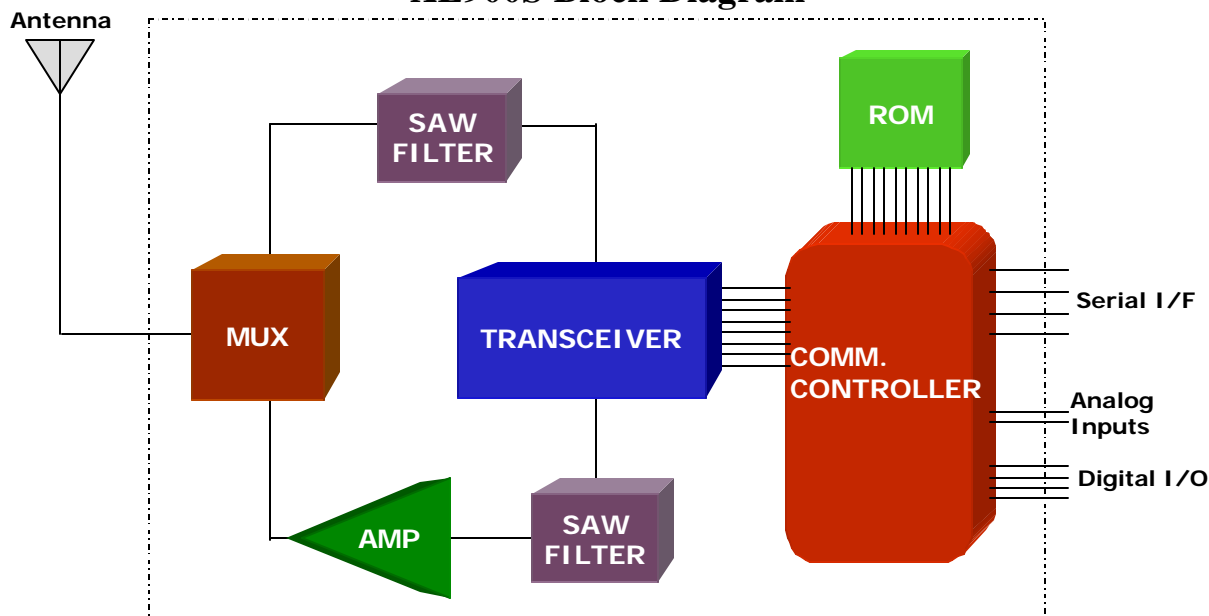 Block Diagram
Antenna
SAW
FILTER
ROM
MUX
TRANSCEIVER
COMM.
CONTROLLER
Serial I/F
Analog
Inputs
Digital I/O
AMP
SAW
FILTER